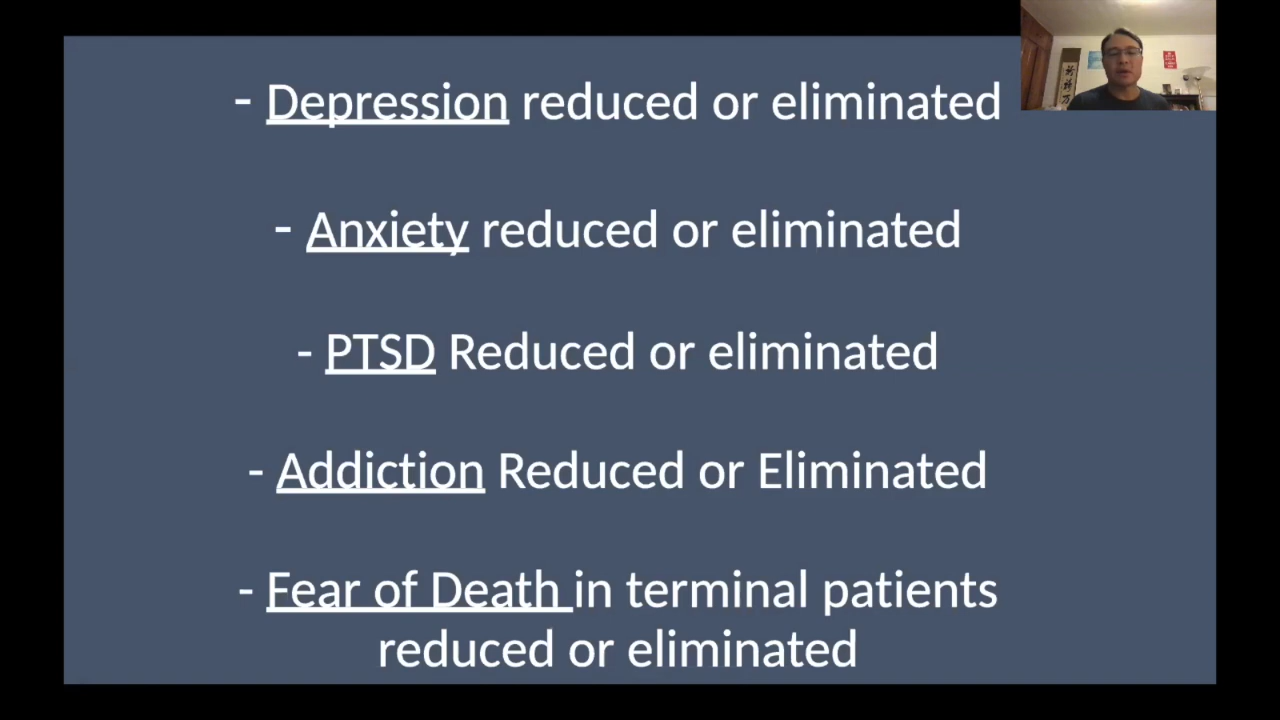 - Depression reduced or eliminated
- Anxiety reduced or eliminated
- PTSD Reduced or eliminated
- Addiction Reduced or Eliminated
- Fear of Death in terminal patients
reduced or eliminated